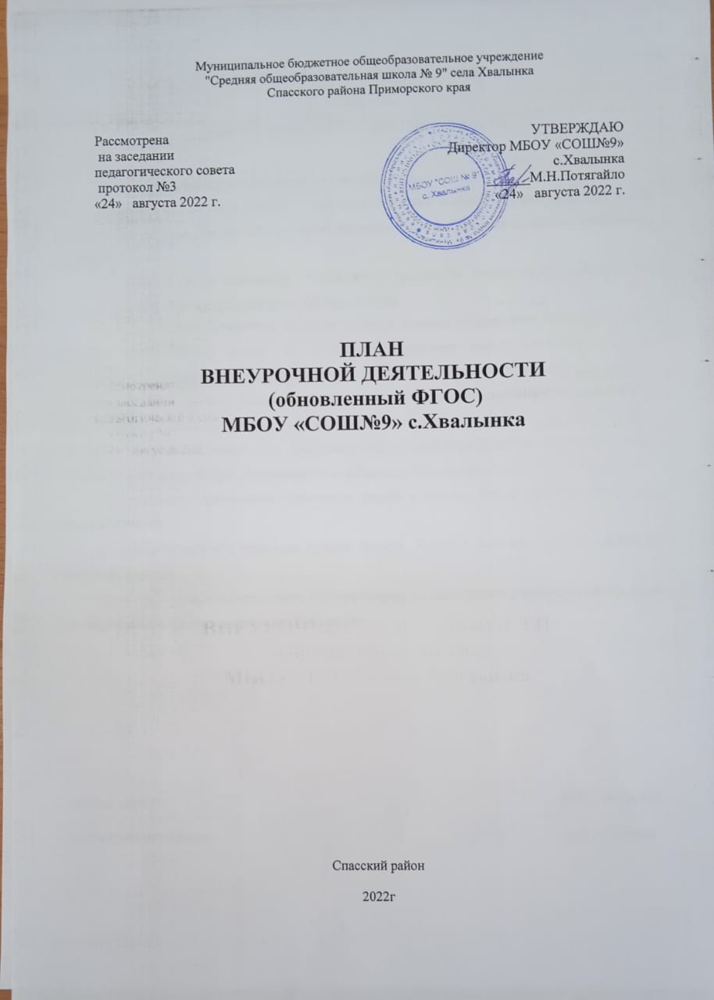 Муниципальное бюджетное общеобразовательное учреждение
"Средняя общеобразовательная школа № 9" села Хвалынка
Спасского района Приморского края
Рассмотрена
на заседании
педагогического совета
протокол №3
«24» августа 2022 г.
УТВЕРЖДАЮ
Директор МБОУ «СОШ№9»
с.Хвалынка
М.Н.Потягайло
«24» августа 2022 г.
МБОУ "СОШ № 9"
с. Хвалынка
ПЛАН
ВНЕУРОЧНОЙ ДЕЯТЕЛЬНОСТИ
(обновленный ФГОС)
МБОУ «СОШ№9» с.Хвалынка
Спасский район
2022г